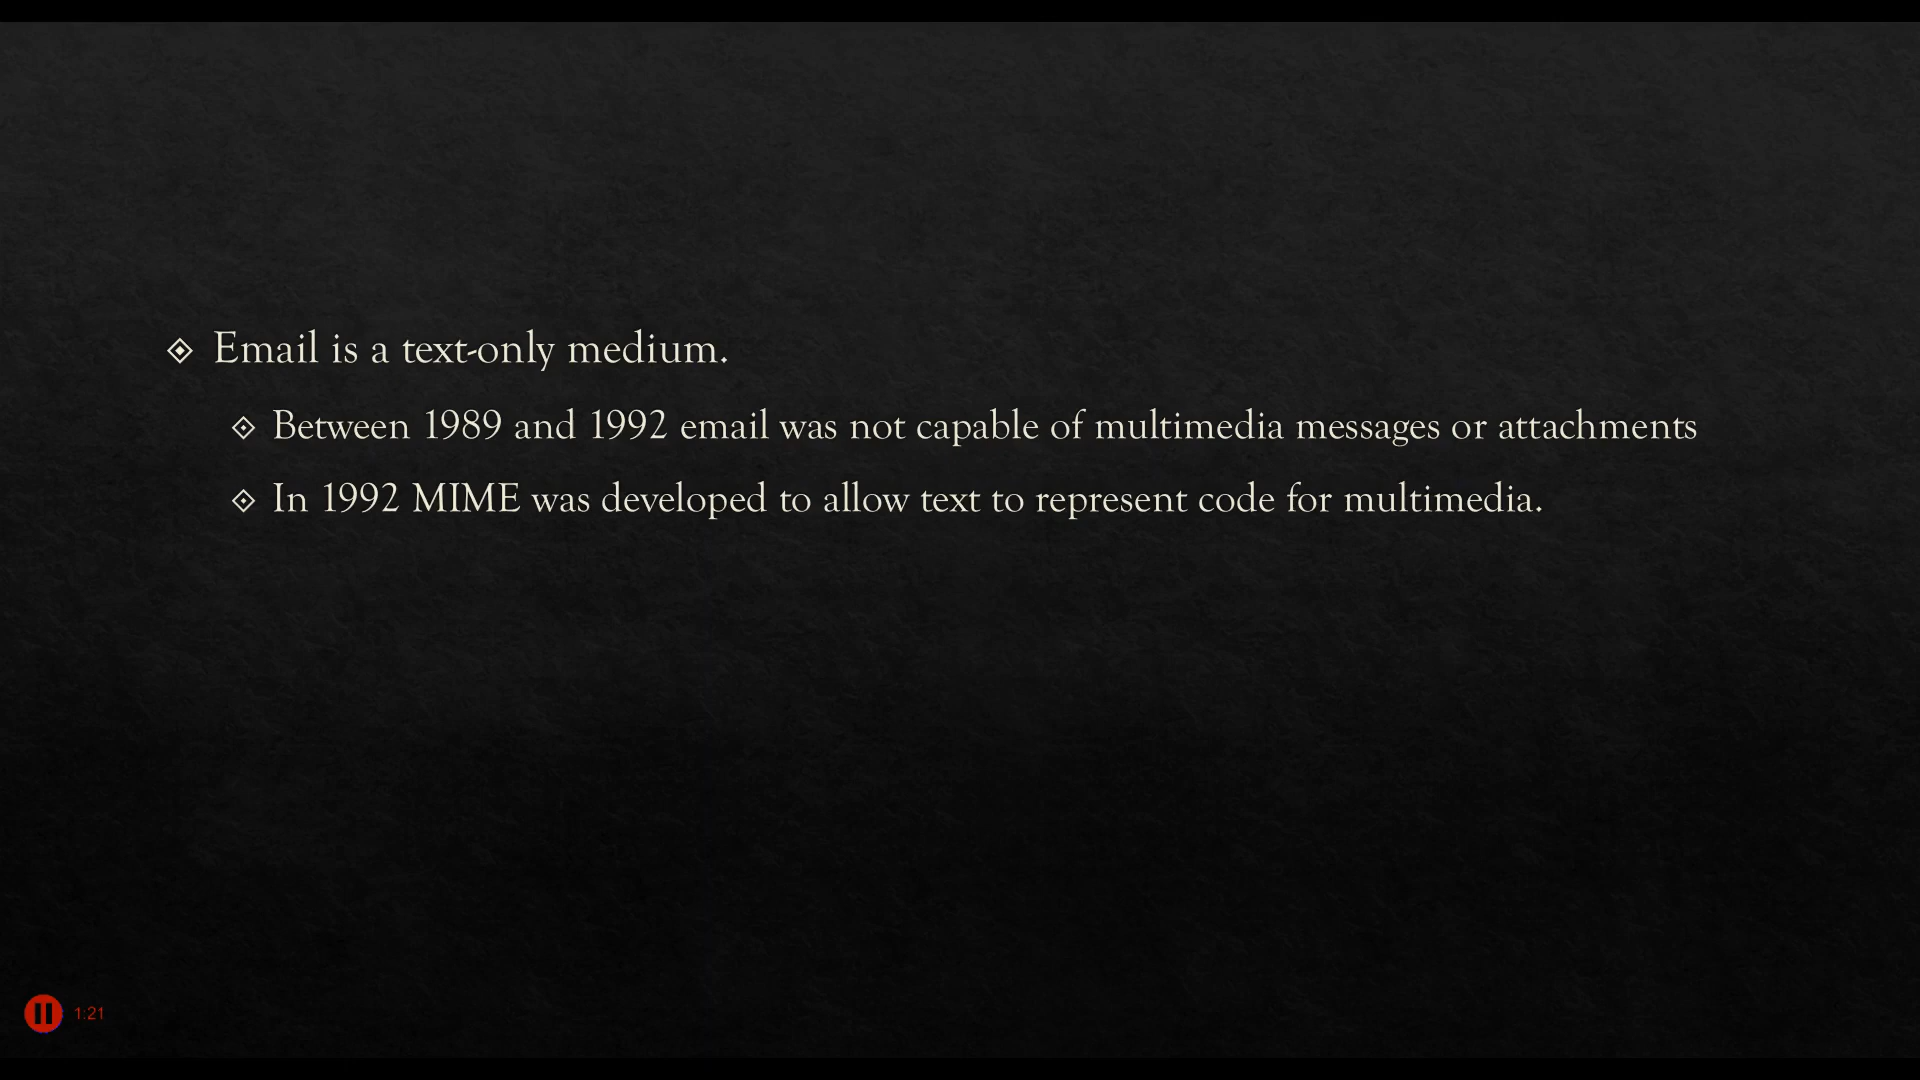 Email is a text-only medium.
Between 1989 and 1992 email was not capable of multimedia messages or attachments
In 1992 MIME was developed to allow text to represent code for multimedia.
1:21